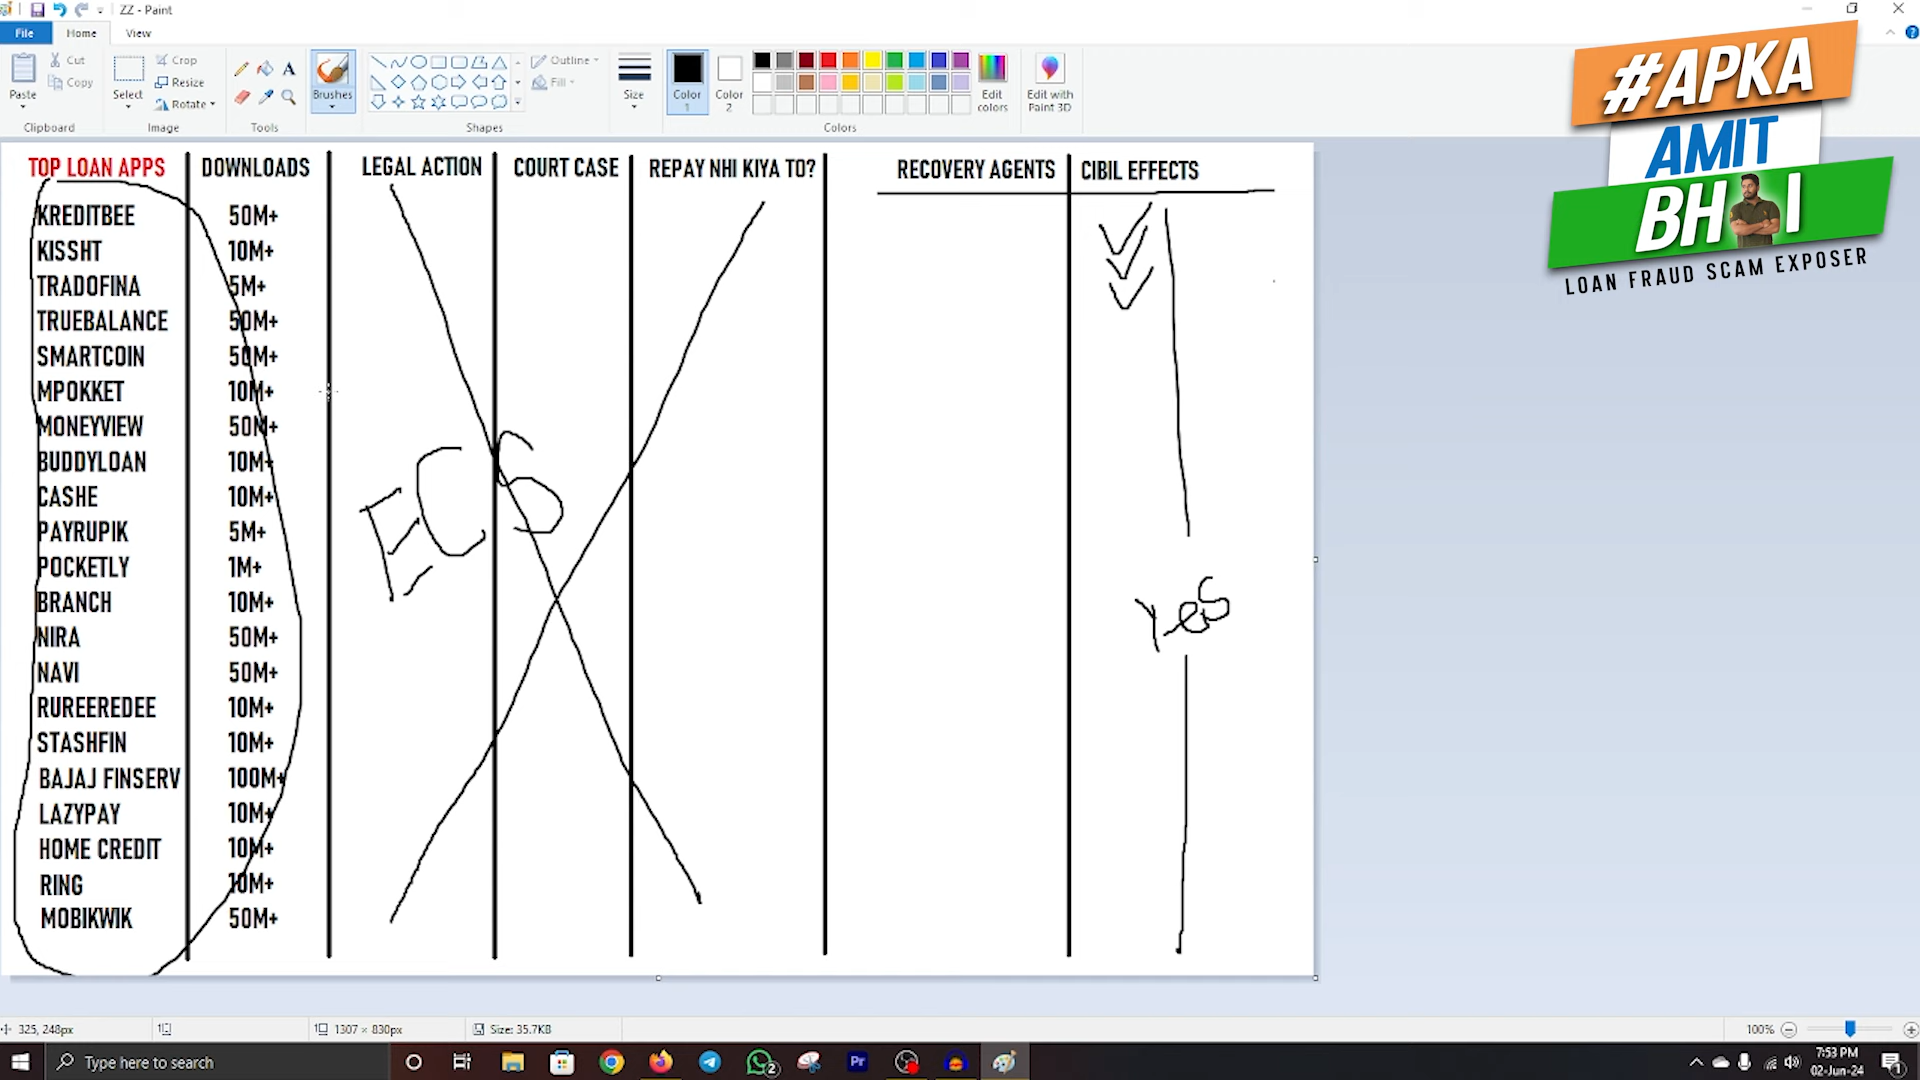 ZZ - Paint
File Home View
Paste
Cut
Copy
Clipboard
Select
Crop
Resize
Rotate
Image
Tools
Brushes
Shapes
Outline
Fill
Size
Color 1
Color 2
Edit colors
Colors
Edit with Paint 3D
#APKA
AMIT
BHAI
LOAN FRAUD SCAM EXPOSER
TOP LOAN APPS DOWNLOADS LEGAL ACTION COURT CASE REPAY NHI KIYA TO? RECOVERY AGENTS CIBIL EFFECTS
KREDITBEE 50M+
KISSHT 10M+
TRADOFINA 5M+
TRUEBALANCE 50M+
SMARTCOIN 50M+
MPOKKET 10M+
MONEYVIEW 50M+
BUDDYLOAN 10M+
CASHE 10M+
PAYRUPIK 5M+
POCKETLY 1M+
BRANCH 10M+
NIRA 50M+
NAVI 50M+
RUREEREDEE 10M+
STASHFIN 10M+
BAJAJ FINSERV 100M+
LAZYPAY 10M+
HOME CREDIT 10M+
RING 10M+
MOBIKWIK 50M+
ECS
Yes
325, 248px 1307 × 830px Size: 35.7KB 100%
Type here to search
Pr
2
7:53 PM
02-Jun-24
1